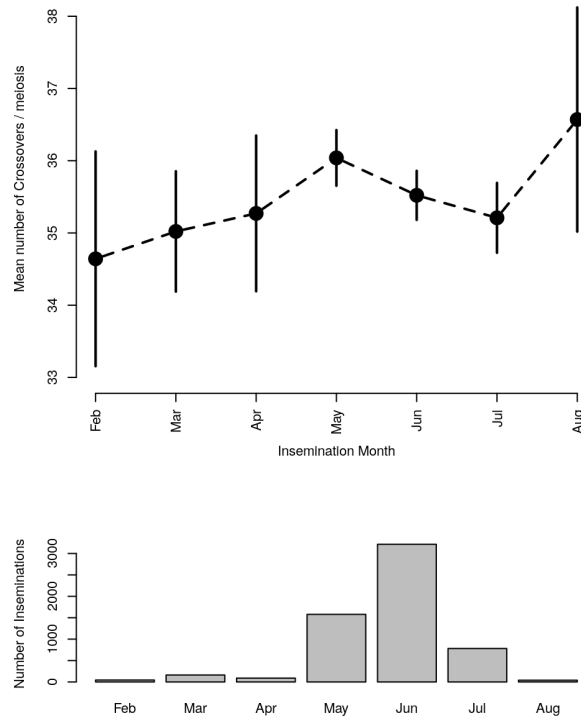 Mean number of Crossovers / meiosis
38
37
36
35
34
33
Feb Mar Apr May Jun Jul Aug
Insemination Month
Number of Inseminations
3000
1000
0
Feb Mar Apr May Jun Jul Aug